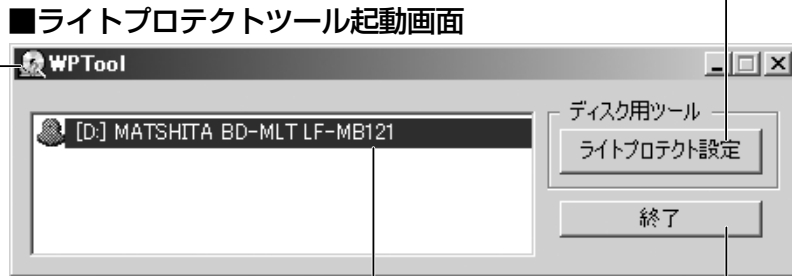 ■ライトプロテクトツール起動画面
WPTool
[D:] MATSHITA BD-MLT LF-MB121
ディスク用ツール
ライトプロテクト設定
終了